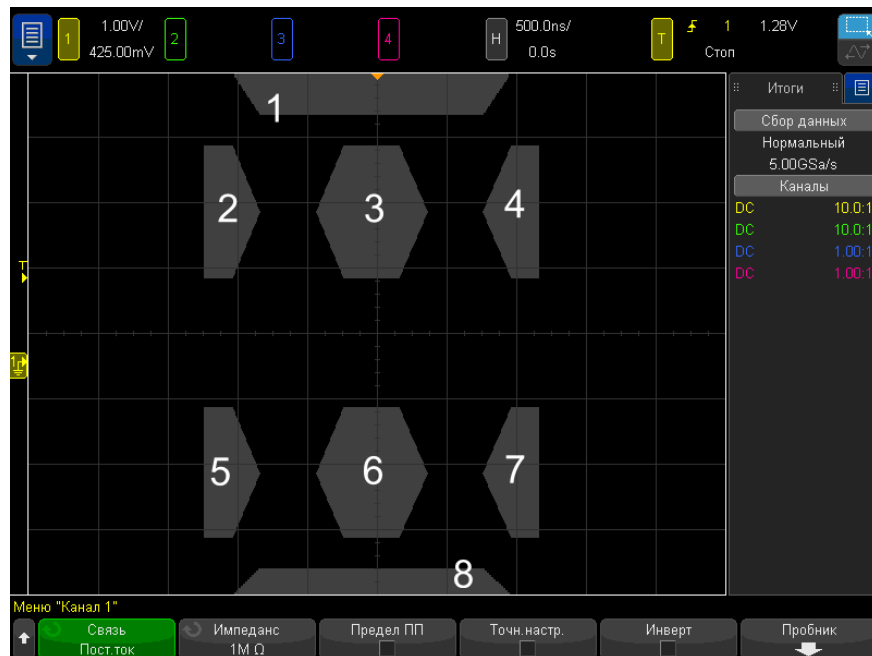 1.00V/
1
425.00mV
2
3
4
H
500.0ns/
0.0s
T
1
1.28V
Стоп
Итоги
Сбор данных
Нормальный
5.00GSa/s
Каналы
DC 10.0:1
DC 10.0:1
DC 1.00:1
DC 1.00:1
T
1
1
2
3
4
5
6
7
8
Меню "Канал 1"
Связь
Пост.ток
Импеданс
1M Ω
Предел ПП
Точн.настр.
Инверт
Пробник